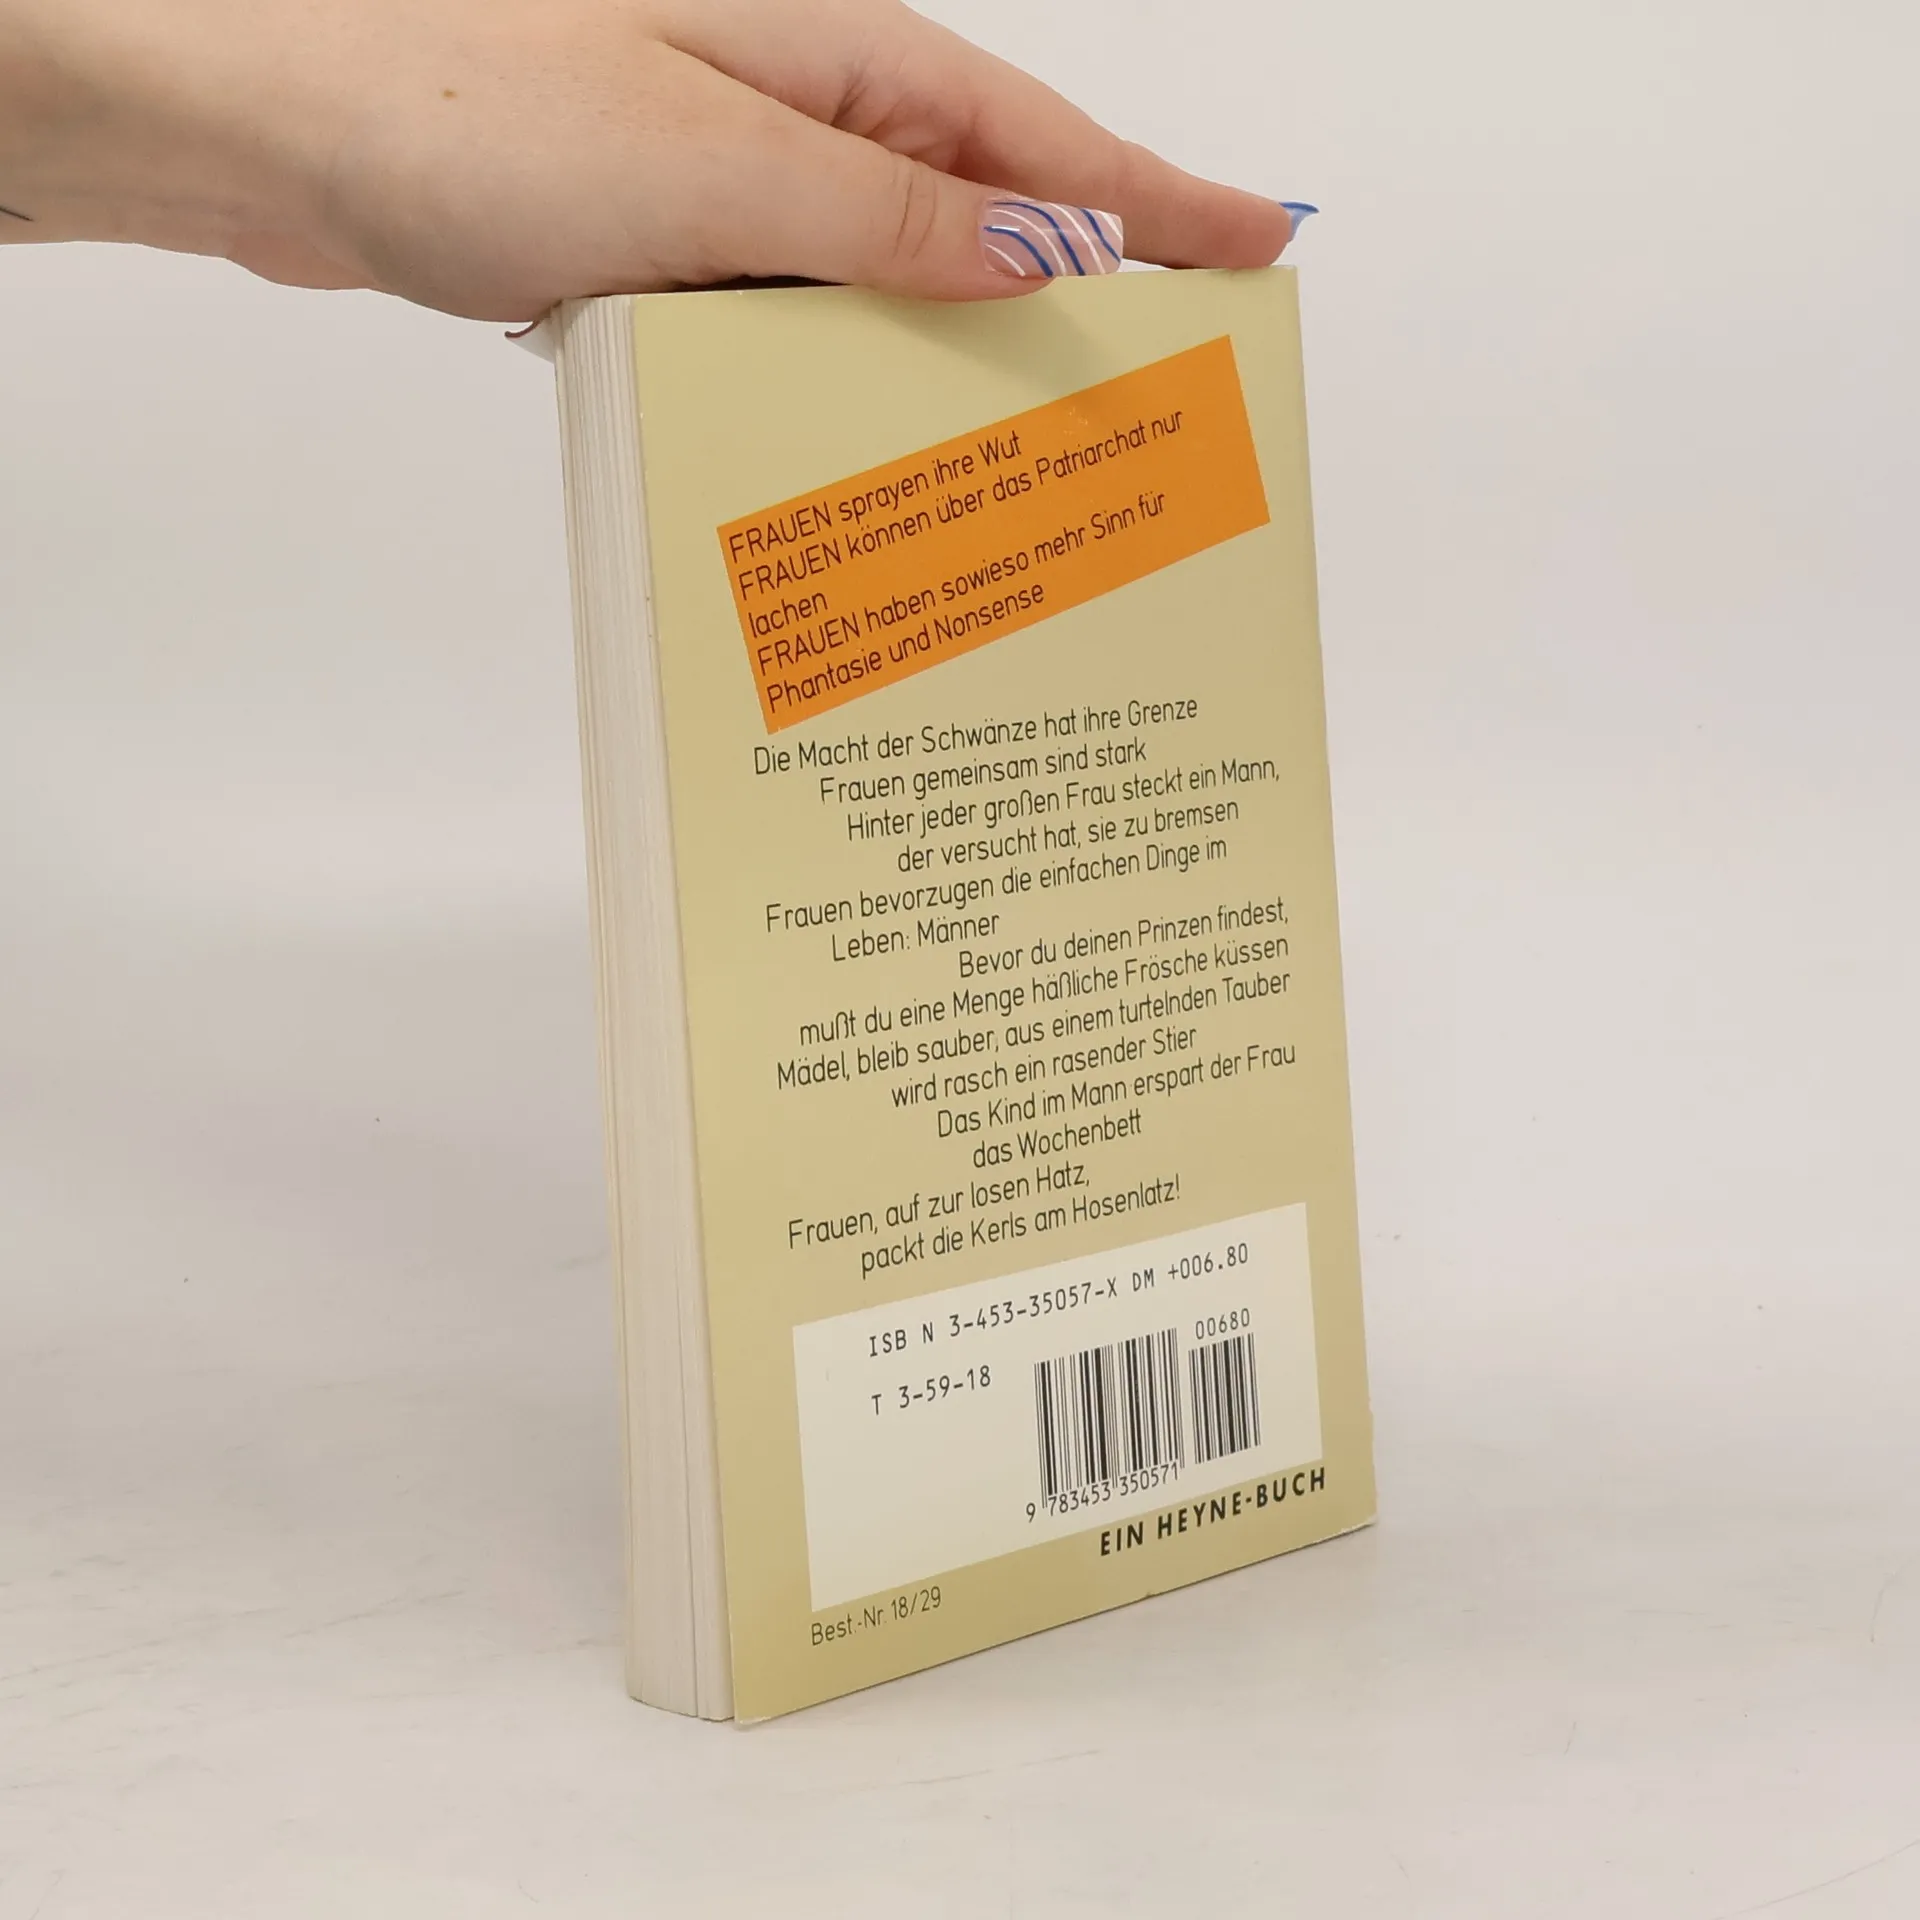 FRAUEN sprayen ihre Wut
FRAUEN können über das Patriarchat nur
lachen
FRAUEN haben sowieso mehr Sinn für
Phantasie und Nonsense
Die Macht der Schwänze hat ihre Grenze
Frauen gemeinsam sind stark
Hinter jeder großen Frau steckt ein Mann,
der versucht hat, sie zu bremsen
Frauen bevorzugen die einfachen Dinge im
Leben: Männer
Bevor du deinen Prinzen findest,
mußt du eine Menge häßliche Frösche küssen
Mädel, bleib sauber, aus einem turtelnden Tauber
wird rasch ein rasender Stier
Das Kind im Mann erspart der Frau
das Wochenbett
Frauen, auf zur losen Hatz,
packt die Kerls am Hosenlatz!
ISB N 3-453-35057-X DM +006.80
00680
T 3-59-18
9 783453 350571
EIN HEYNE-BUCH
Best.-Nr. 18/29